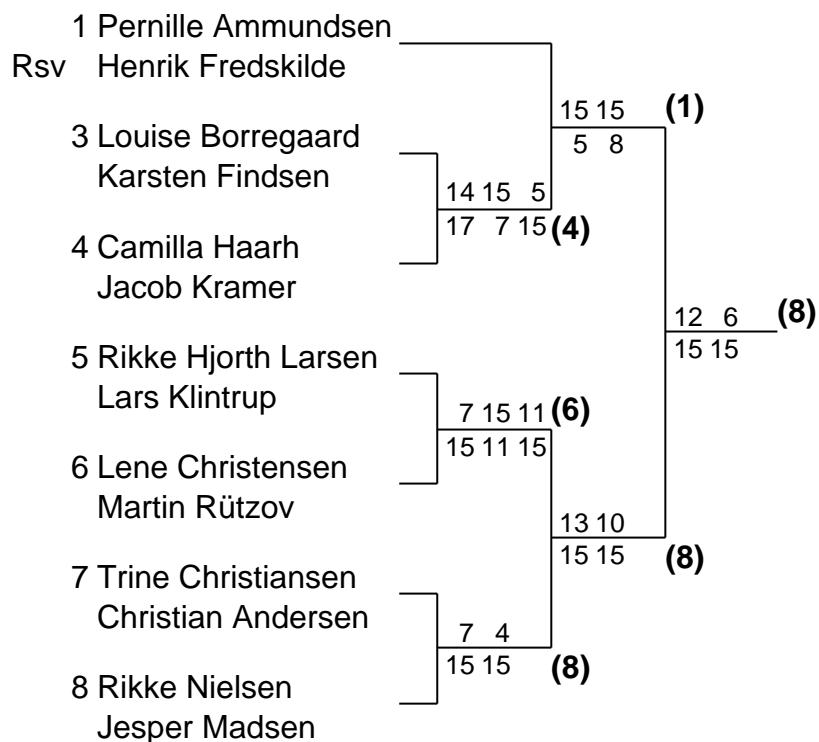 1 Pernille Ammundsen
Rsv Henrik Fredskilde
15 15 (1)
5 8
3 Louise Borregaard
Karsten Findsen
14 15 5
17 7 15 (4)
4 Camilla Haarh
Jacob Kramer
12 6 (8)
15 15
5 Rikke Hjorth Larsen
Lars Klintrup
7 15 11 (6)
15 11 15
6 Lene Christensen
Martin Rützov
13 10
15 15 (8)
7 Trine Christiansen
Christian Andersen
7 4
15 15 (8)
8 Rikke Nielsen
Jesper Madsen